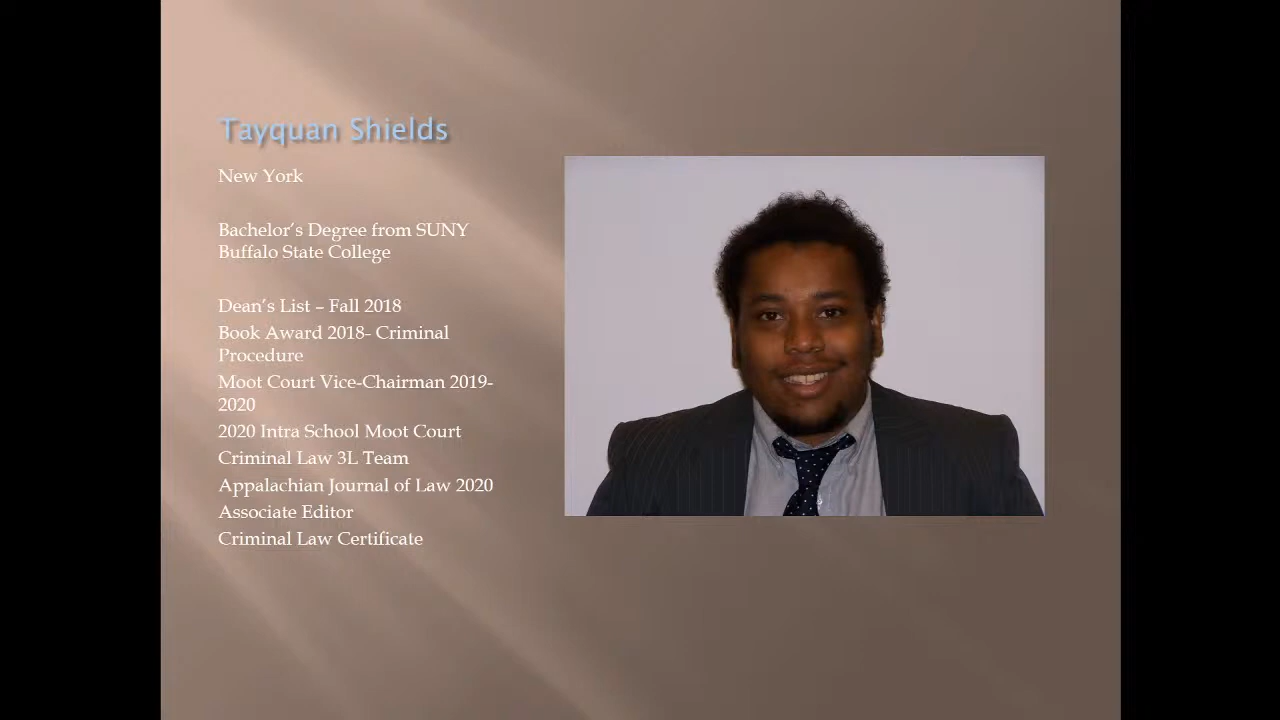 Tayquan Shields
New York
Bachelor’s Degree from SUNY
Buffalo State College
Dean’s List – Fall 2018
Book Award 2018- Criminal
Procedure
Moot Court Vice-Chairman 2019-
2020
2020 Intra School Moot Court
Criminal Law 3L Team
Appalachian Journal of Law 2020
Associate Editor
Criminal Law Certificate